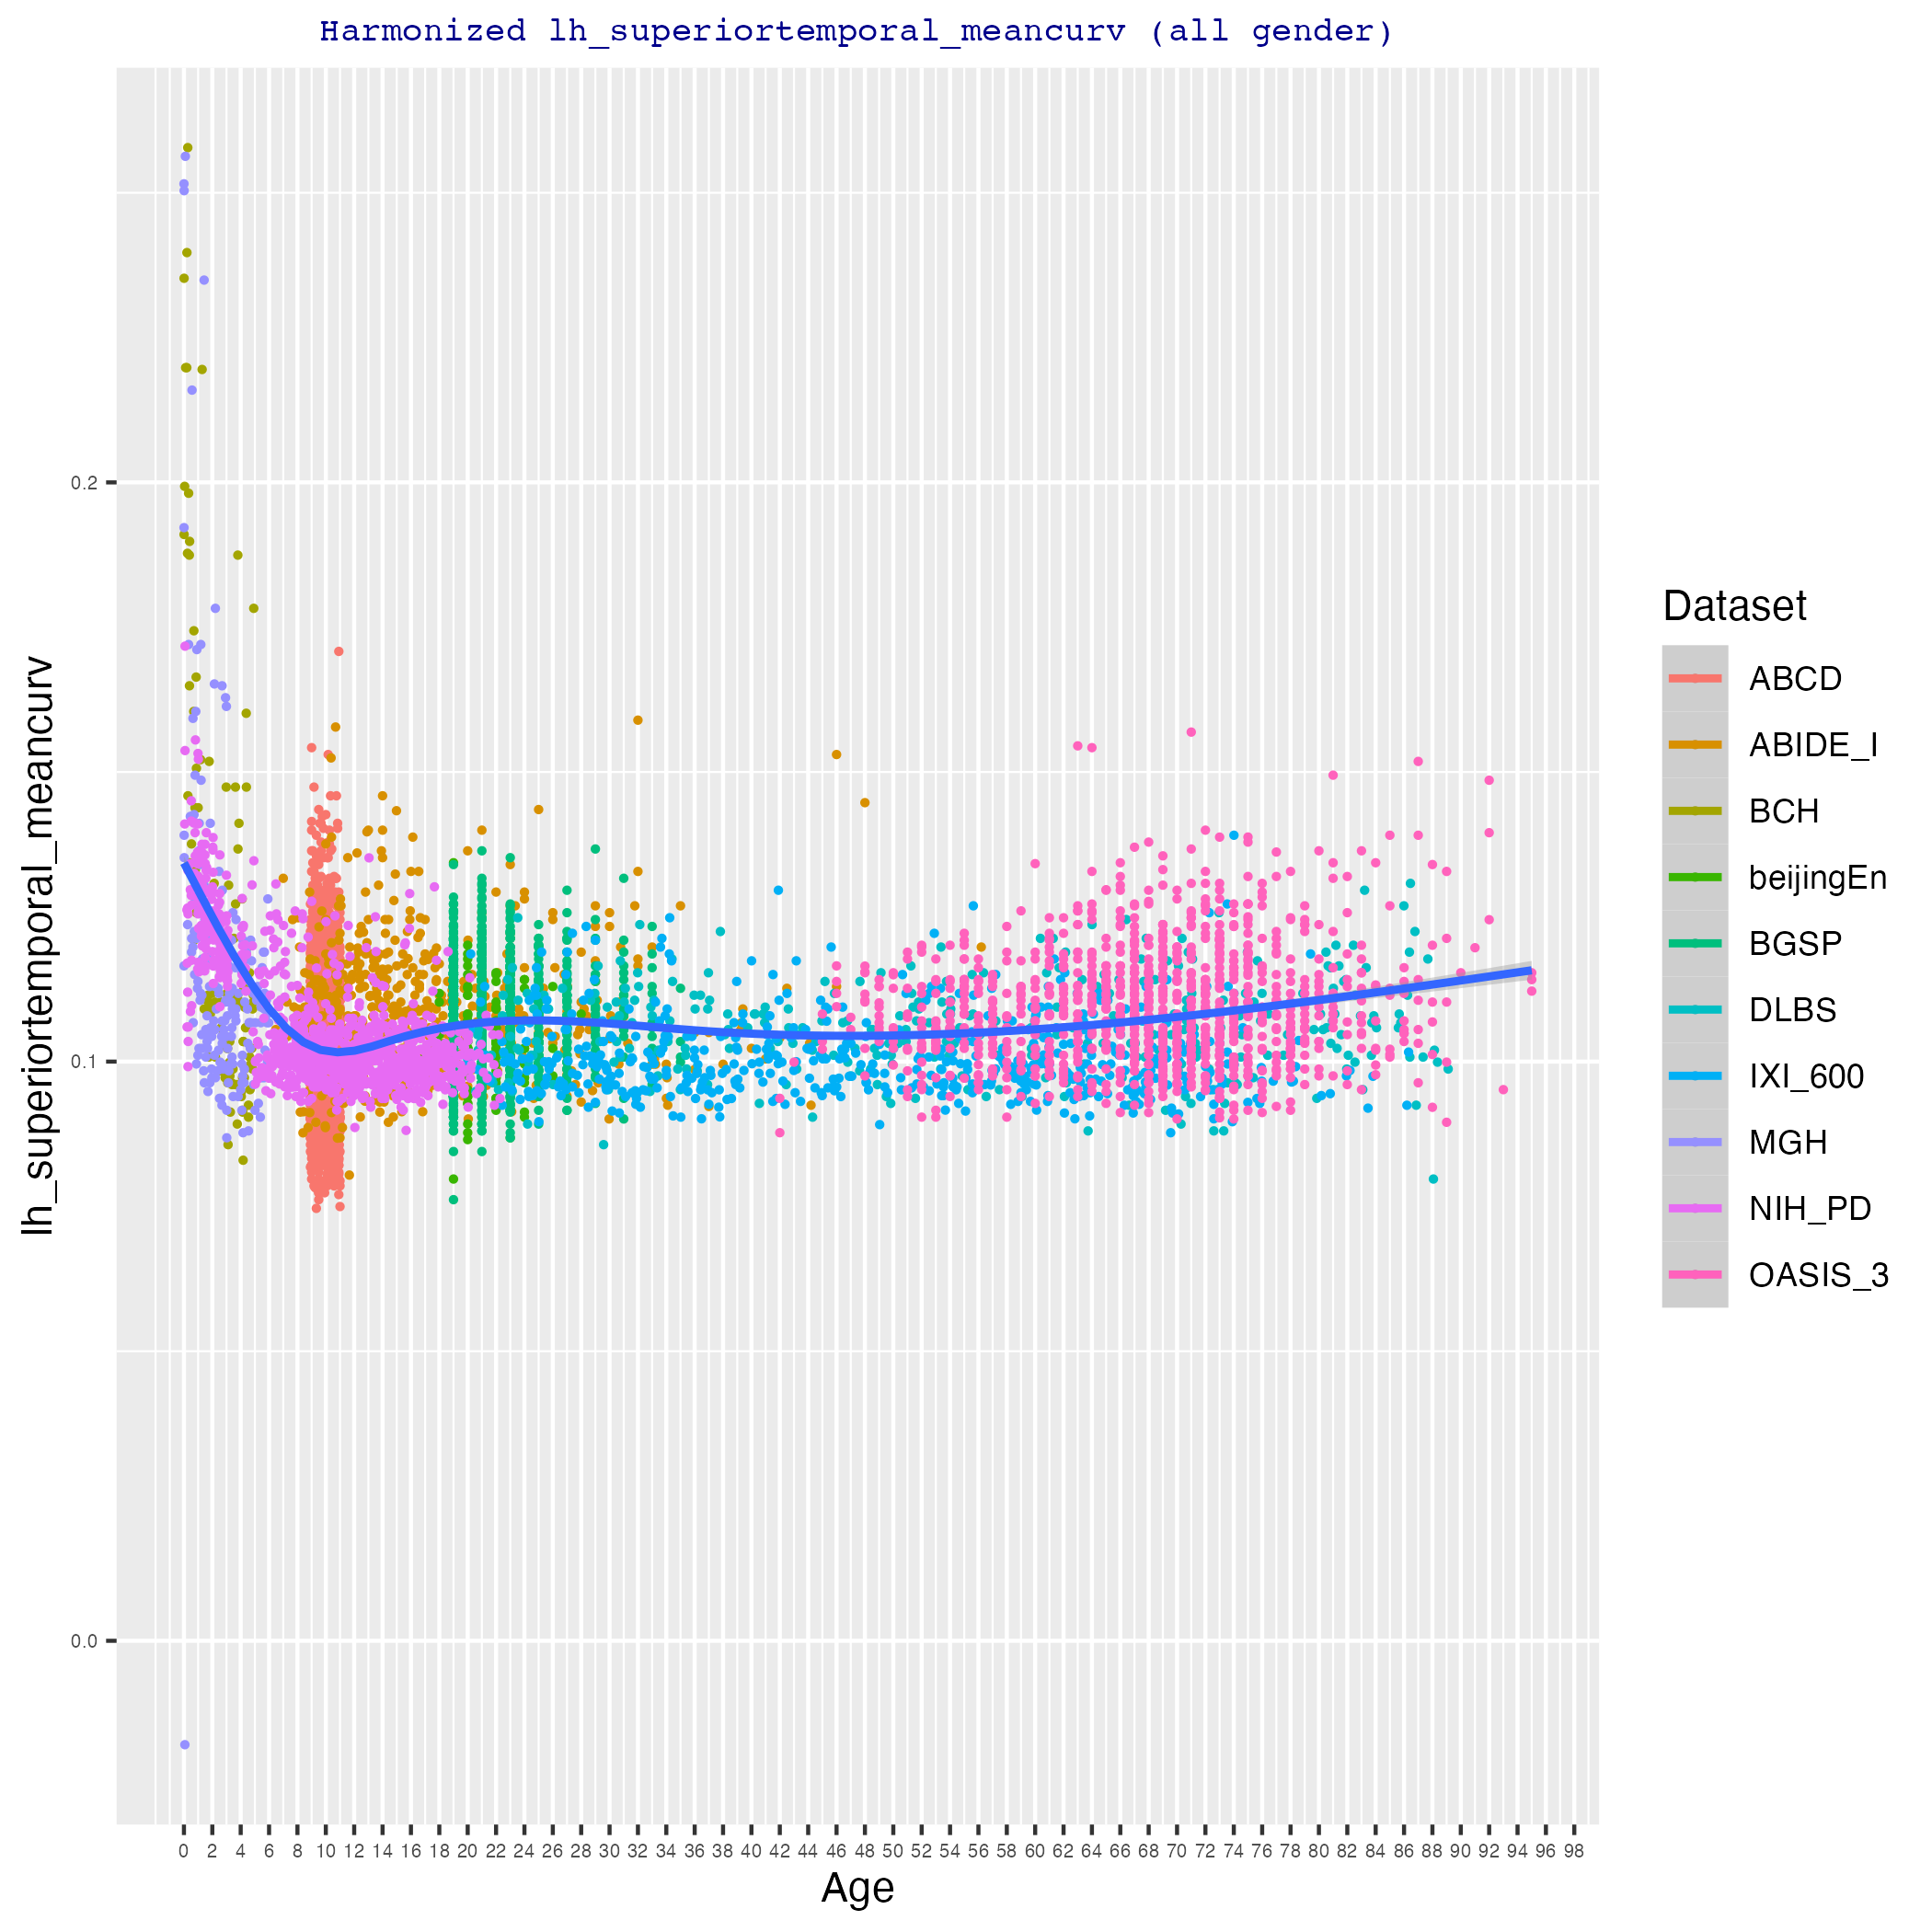 Harmonized lh_superiortemporal_meancurv (all gender)
lh_superiortemporal_meancurv
0.2
0.1
0.0
0 2 4 6 8 10 12 14 16 18 20 22 24 26 28 30 32 34 36 38 40 42 44 46 48 50 52 54 56 58 60 62 64 66 68 70 72 74 76 78 80 82 84 86 88 90 92 94 96 98
Age
Dataset
ABCD
ABIDE_I
BCH
beijingEn
BGSP
DLBS
IXI_600
MGH
NIH_PD
OASIS_3